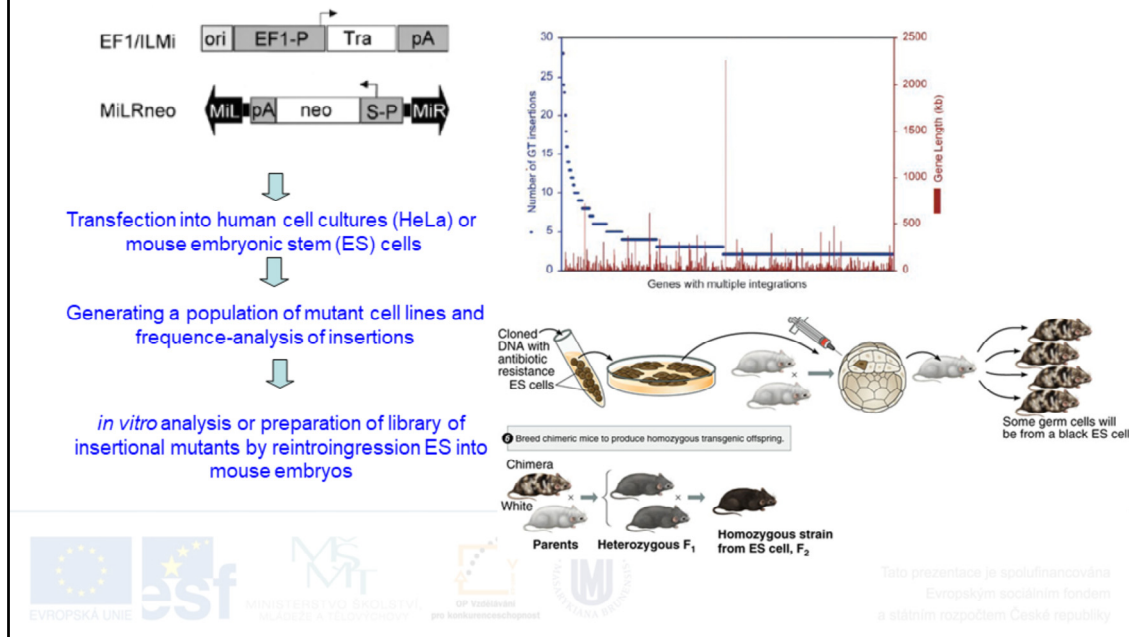 EF1/ILMi
ori EF1-P Tra pA
MiLRneo
MiL pA neo S-P MiR
Transfection into human cell cultures (HeLa) or
mouse embryonic stem (ES) cells
Generating a population of mutant cell lines and
frequence-analysis of insertions
in vitro analysis or preparation of library of
insertional mutants by reintroingression ES into
mouse embryos
30
25
20
15
10
5
0
Number of GT insertions
2500
2000
1500
1000
500
0
Gene Length (kb)
Genes with multiple integrations
Cloned
DNA with
antibiotic
resistance
ES cells
×
Some germ cells will
be from a black ES cell
6 Breed chimeric mice to produce homozygous transgenic offspring.
Chimera
White
×
×
Parents
Heterozygous F1
Homozygous strain
from ES cell, F2
EVROPSKÁ UNIE
esf
MŠMT
MINISTERSTVO ŠKOLSTVÍ,
MLÁDEŽE A TĚLOVÝCHOVY
OP Vzdělávání
pro konkurenceschopnost
Tato prezentace je spolufinancována
Evropským sociálním fondem
a státním rozpočtem České republiky